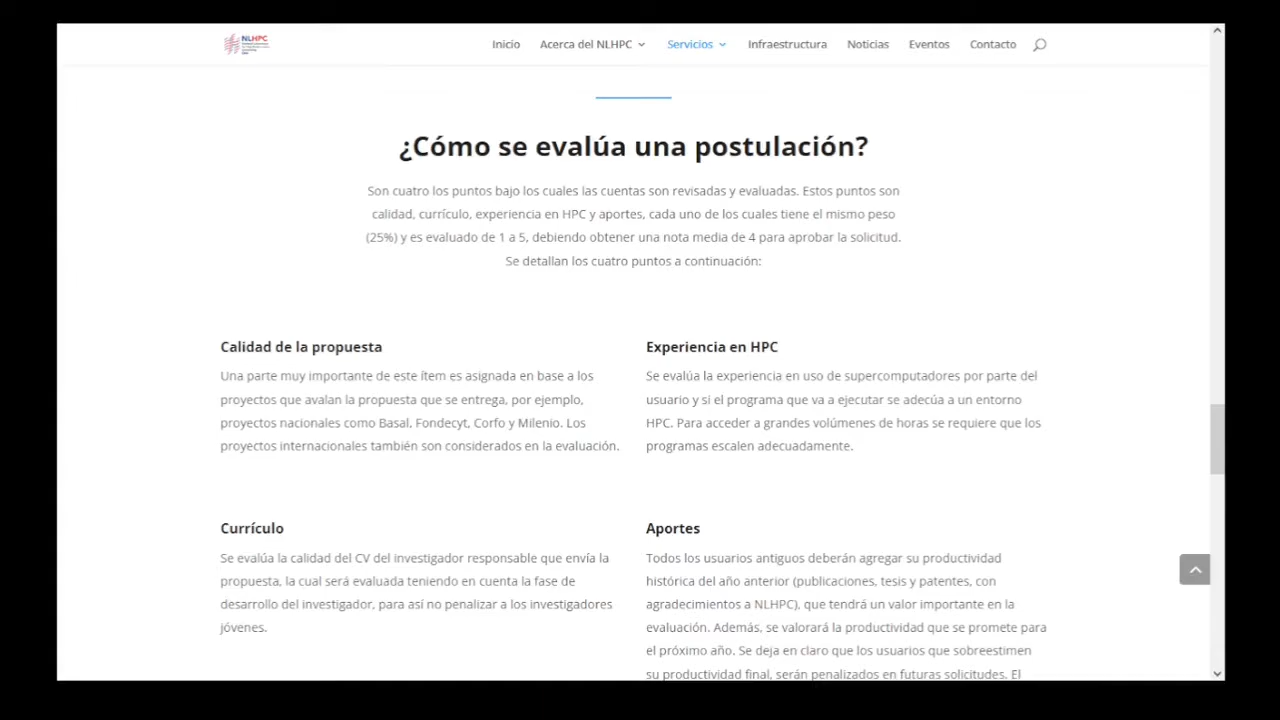 NLHPC
Inicio
Acerca del NLHPC
Servicios
Infraestructura
Noticias
Eventos
Contacto
¿Cómo se evalúa una postulación?
Son cuatro los puntos bajo los cuales las cuentas son revisadas y evaluadas. Estos puntos son
calidad, currículo, experiencia en HPC y aportes, cada uno de los cuales tiene el mismo peso
(25%) y es evaluado de 1 a 5, debiendo obtener una nota media de 4 para aprobar la solicitud.
Se detallan los cuatro puntos a continuación:
Calidad de la propuesta
Una parte muy importante de este ítem es asignada en base a los
proyectos que avalan la propuesta que se entrega, por ejemplo,
proyectos nacionales como Basal, Fondecyt, Corfo y Milenio. Los
proyectos internacionales también son considerados en la evaluación.
Experiencia en HPC
Se evalúa la experiencia en uso de supercomputadores por parte del
usuario y si el programa que va a ejecutar se adecúa a un entorno
HPC. Para acceder a grandes volúmenes de horas se requiere que los
programas escalen adecuadamente.
Currículo
Se evalúa la calidad del CV del investigador responsable que envía la
propuesta, la cual será evaluada teniendo en cuenta la fase de
desarrollo del investigador, para así no penalizar a los investigadores
jóvenes.
Aportes
Todos los usuarios antiguos deberán agregar su productividad
histórica del año anterior (publicaciones, tesis y patentes, con
agradecimientos a NLHPC), que tendrá un valor importante en la
evaluación. Además, se valorará la productividad que se promete para
el próximo año. Se deja en claro que los usuarios que sobreestimen
su productividad final, serán penalizados en futuras solicitudes. El